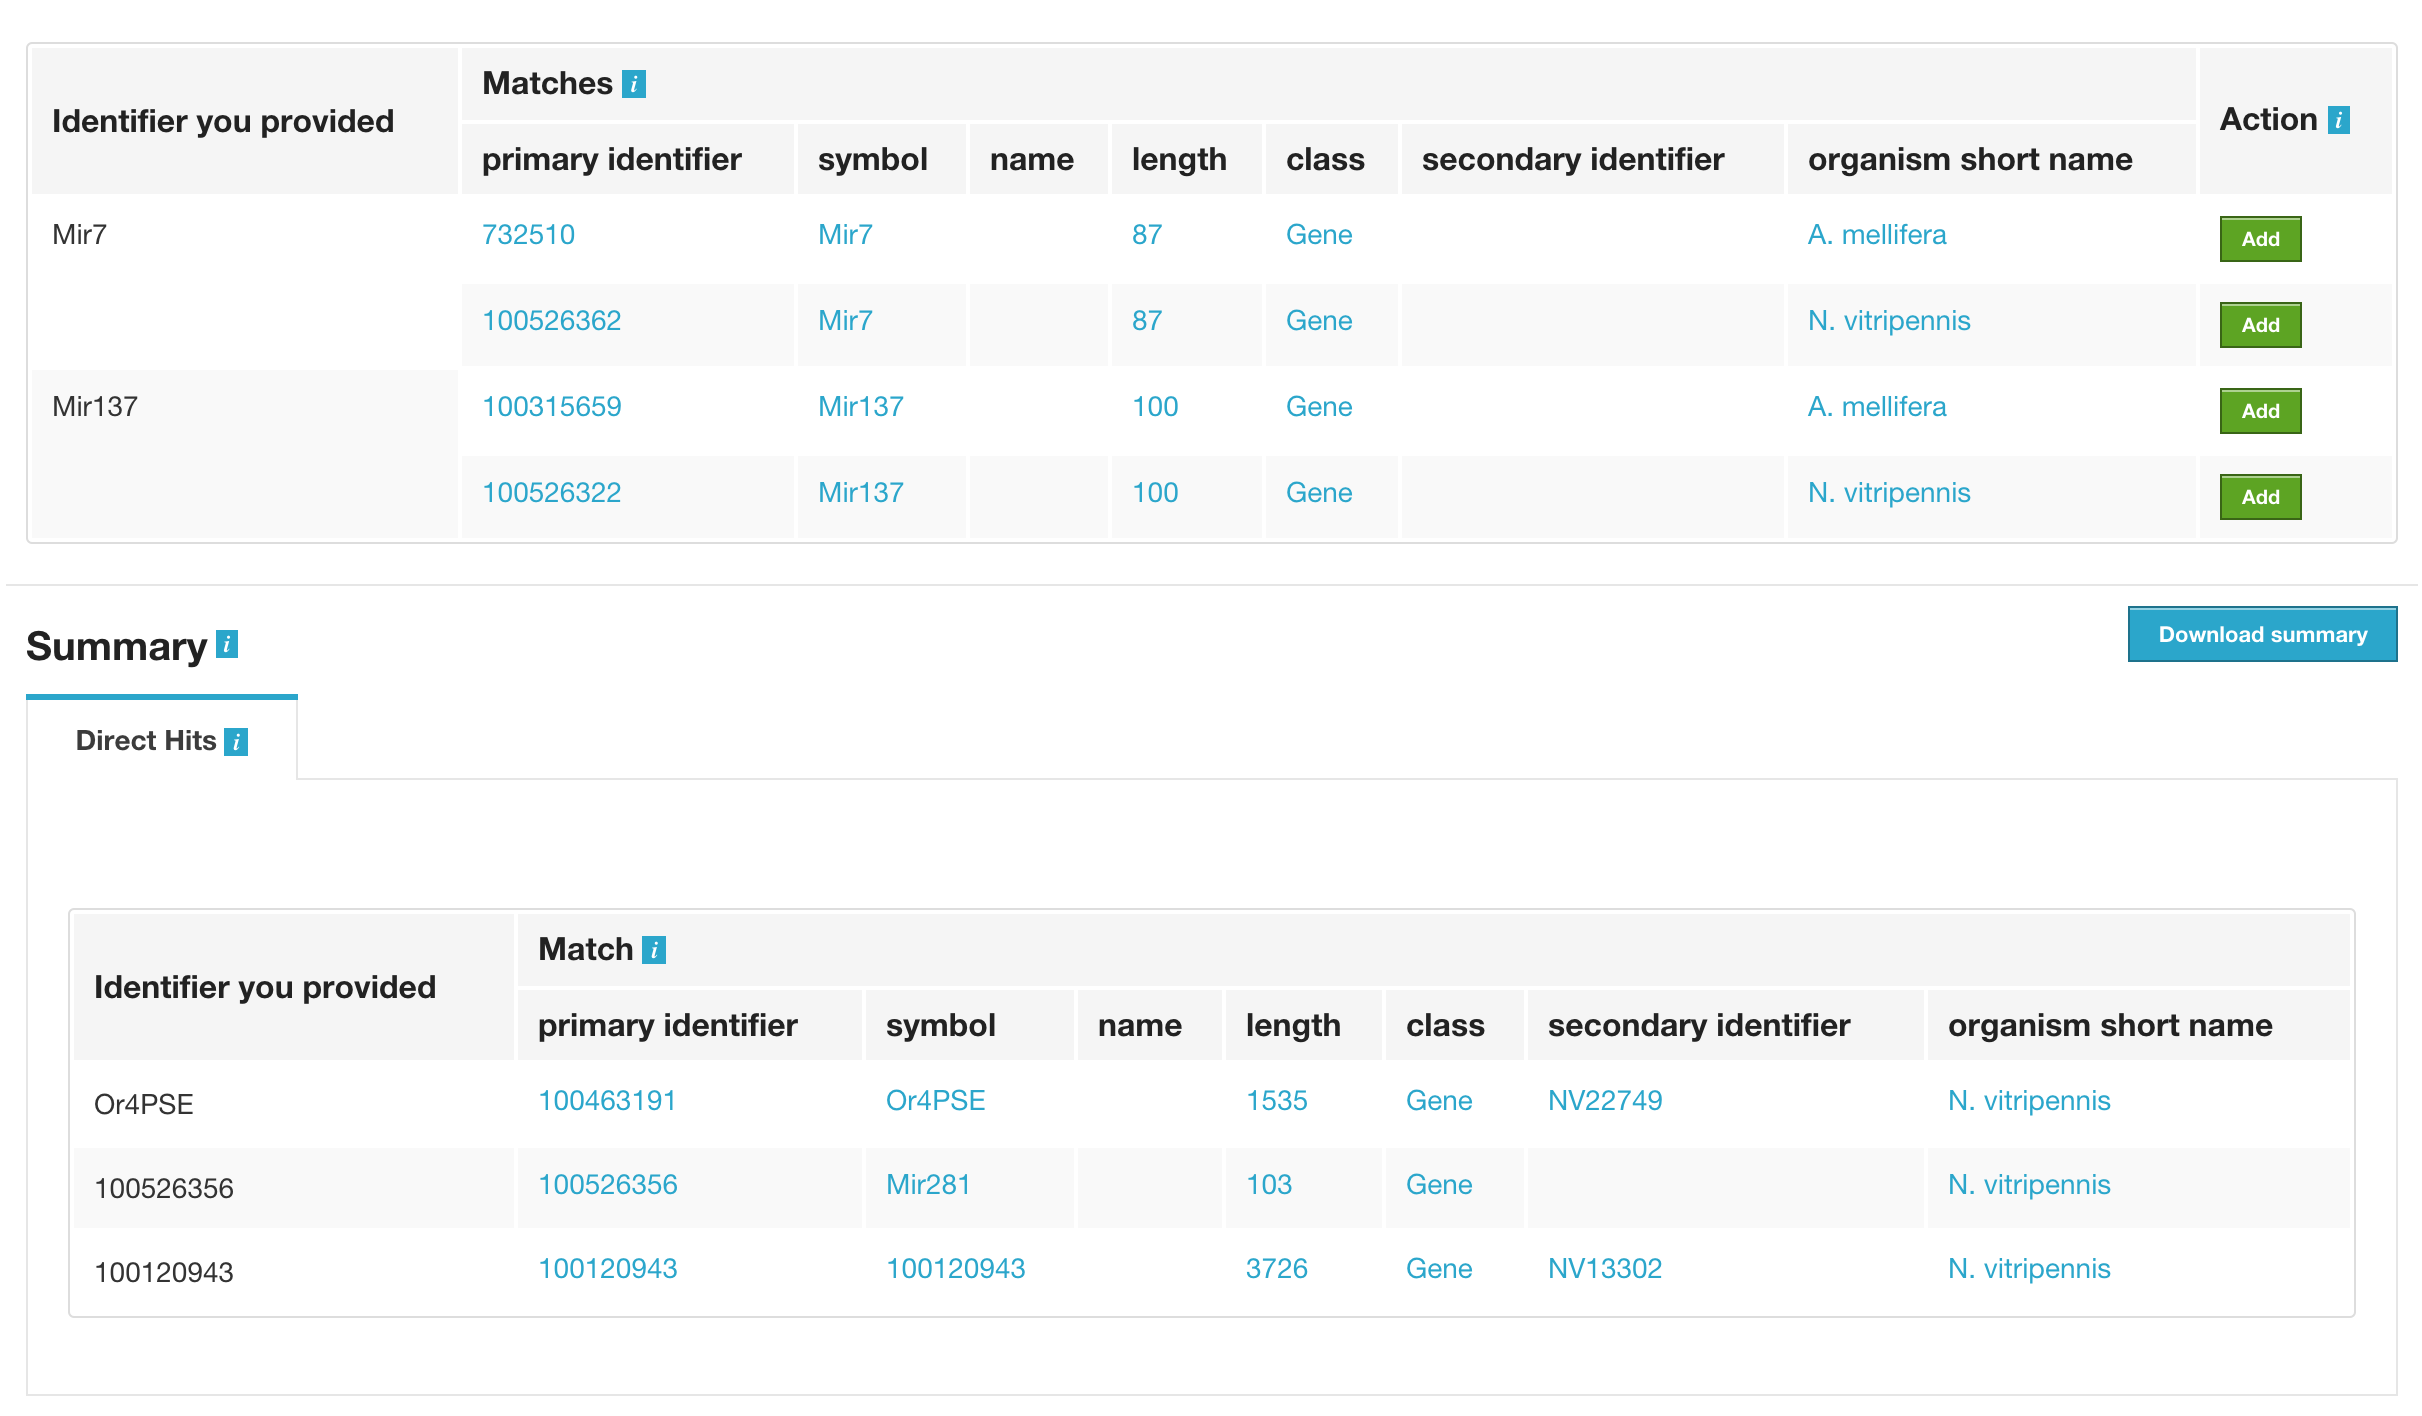 Matches i
Identifier you provided
Action i
primary identifier symbol name length class secondary identifier organism short name
Mir7 732510 Mir7 87 Gene A. mellifera Add
100526362 Mir7 87 Gene N. vitripennis Add
Mir137 100315659 Mir137 100 Gene A. mellifera Add
100526322 Mir137 100 Gene N. vitripennis Add
Summary i
Download summary
Direct Hits i
Match i
Identifier you provided
primary identifier symbol name length class secondary identifier organism short name
Or4PSE 100463191 Or4PSE 1535 Gene NV22749 N. vitripennis
100526356 100526356 Mir281 103 Gene N. vitripennis
100120943 100120943 100120943 3726 Gene NV13302 N. vitripennis